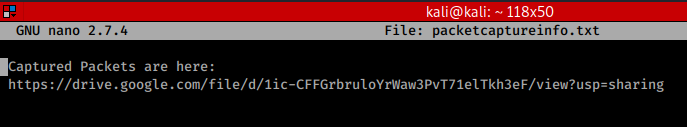 kali@kali: ~ 118x50
GNU nano 2.7.4 File: packetcaptureinfo.txt
Captured Packets are here:
https://drive.google.com/file/d/1ic-CFFGrbruloYrWaw3PvT71elTkh3eF/view?usp=sharing